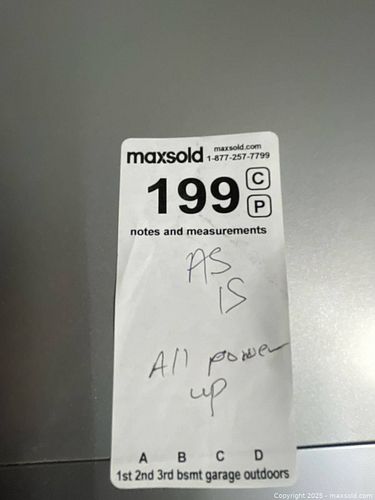 maxsold maxsold.com
1-877-257-7799
199 C
P
notes and measurements
AS
IS
All power
up
A B C D
1st 2nd 3rd bsmt garage outdoors
© Copyright 2025 - maxsold.com